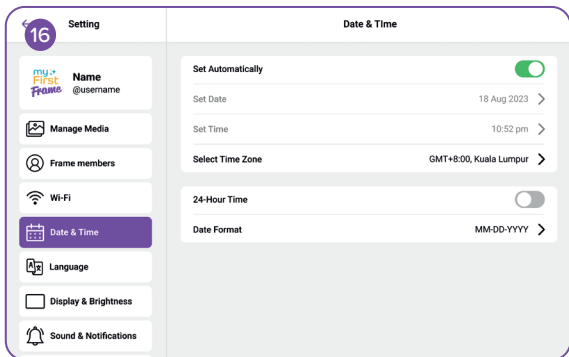 16
Setting
Date & TIme
my
First
Frame
Name
@username
Manage Media
Frame members
Wi-Fi
Date & Time
Language
Display & Brightness
Sound & Notifications
Set Automatically
Set Date 18 Aug 2023
Set Time 10:52 pm
Select Time Zone GMT+8:00, Kuala Lumpur
24-Hour Time
Date Format MM-DD-YYYY